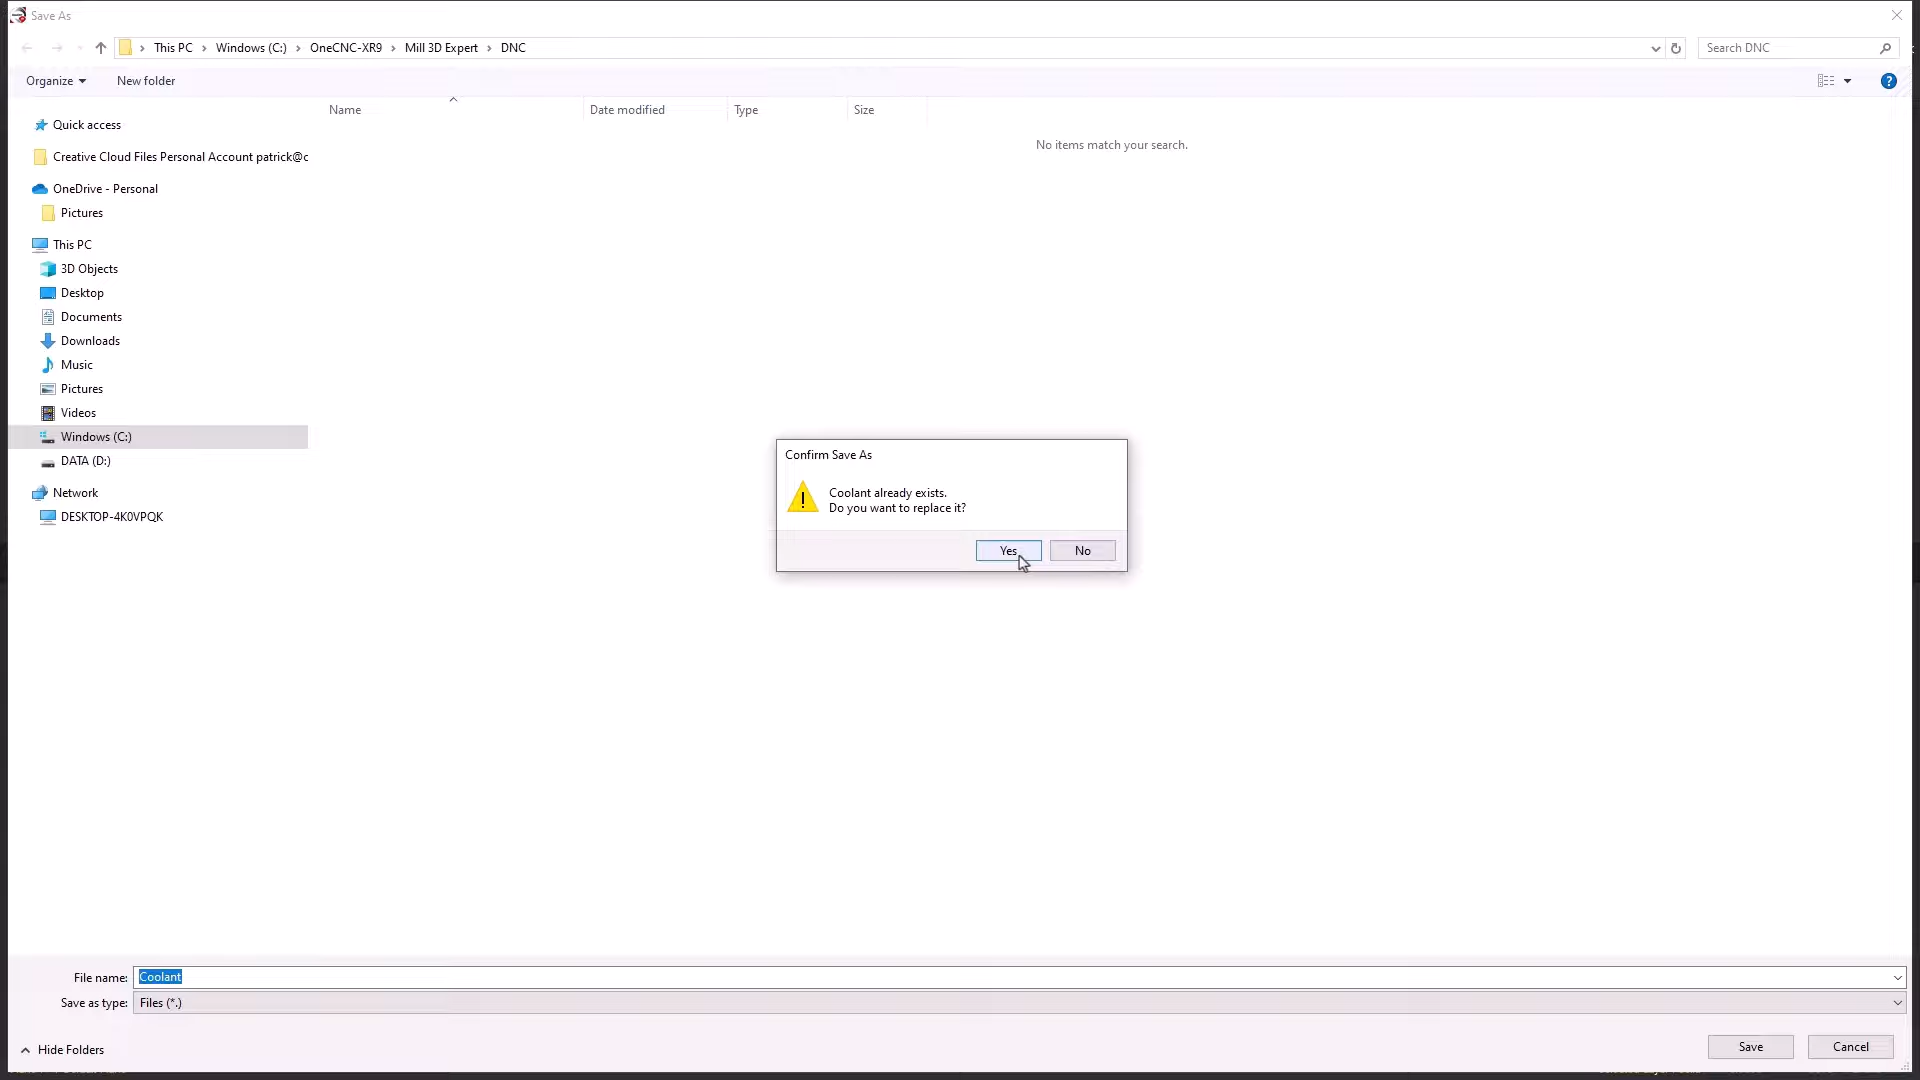 Save As
This PC > Windows (C:) > OneCNC-XR9 > Mill 3D Expert > DNC
Search DNC
Organize
New folder
?
Name
Date modified
Type
Size
No items match your search.
Quick access
Creative Cloud Files Personal Account patrick@c
OneDrive - Personal
Pictures
This PC
3D Objects
Desktop
Documents
Downloads
Music
Pictures
Videos
Windows (C:)
DATA (D:)
Network
DESKTOP-4K0VPQK
Confirm Save As
Coolant already exists.
Do you want to replace it?
Yes
No
File name: Coolant
Save as type: Files (*.)
Hide Folders
Save
Cancel